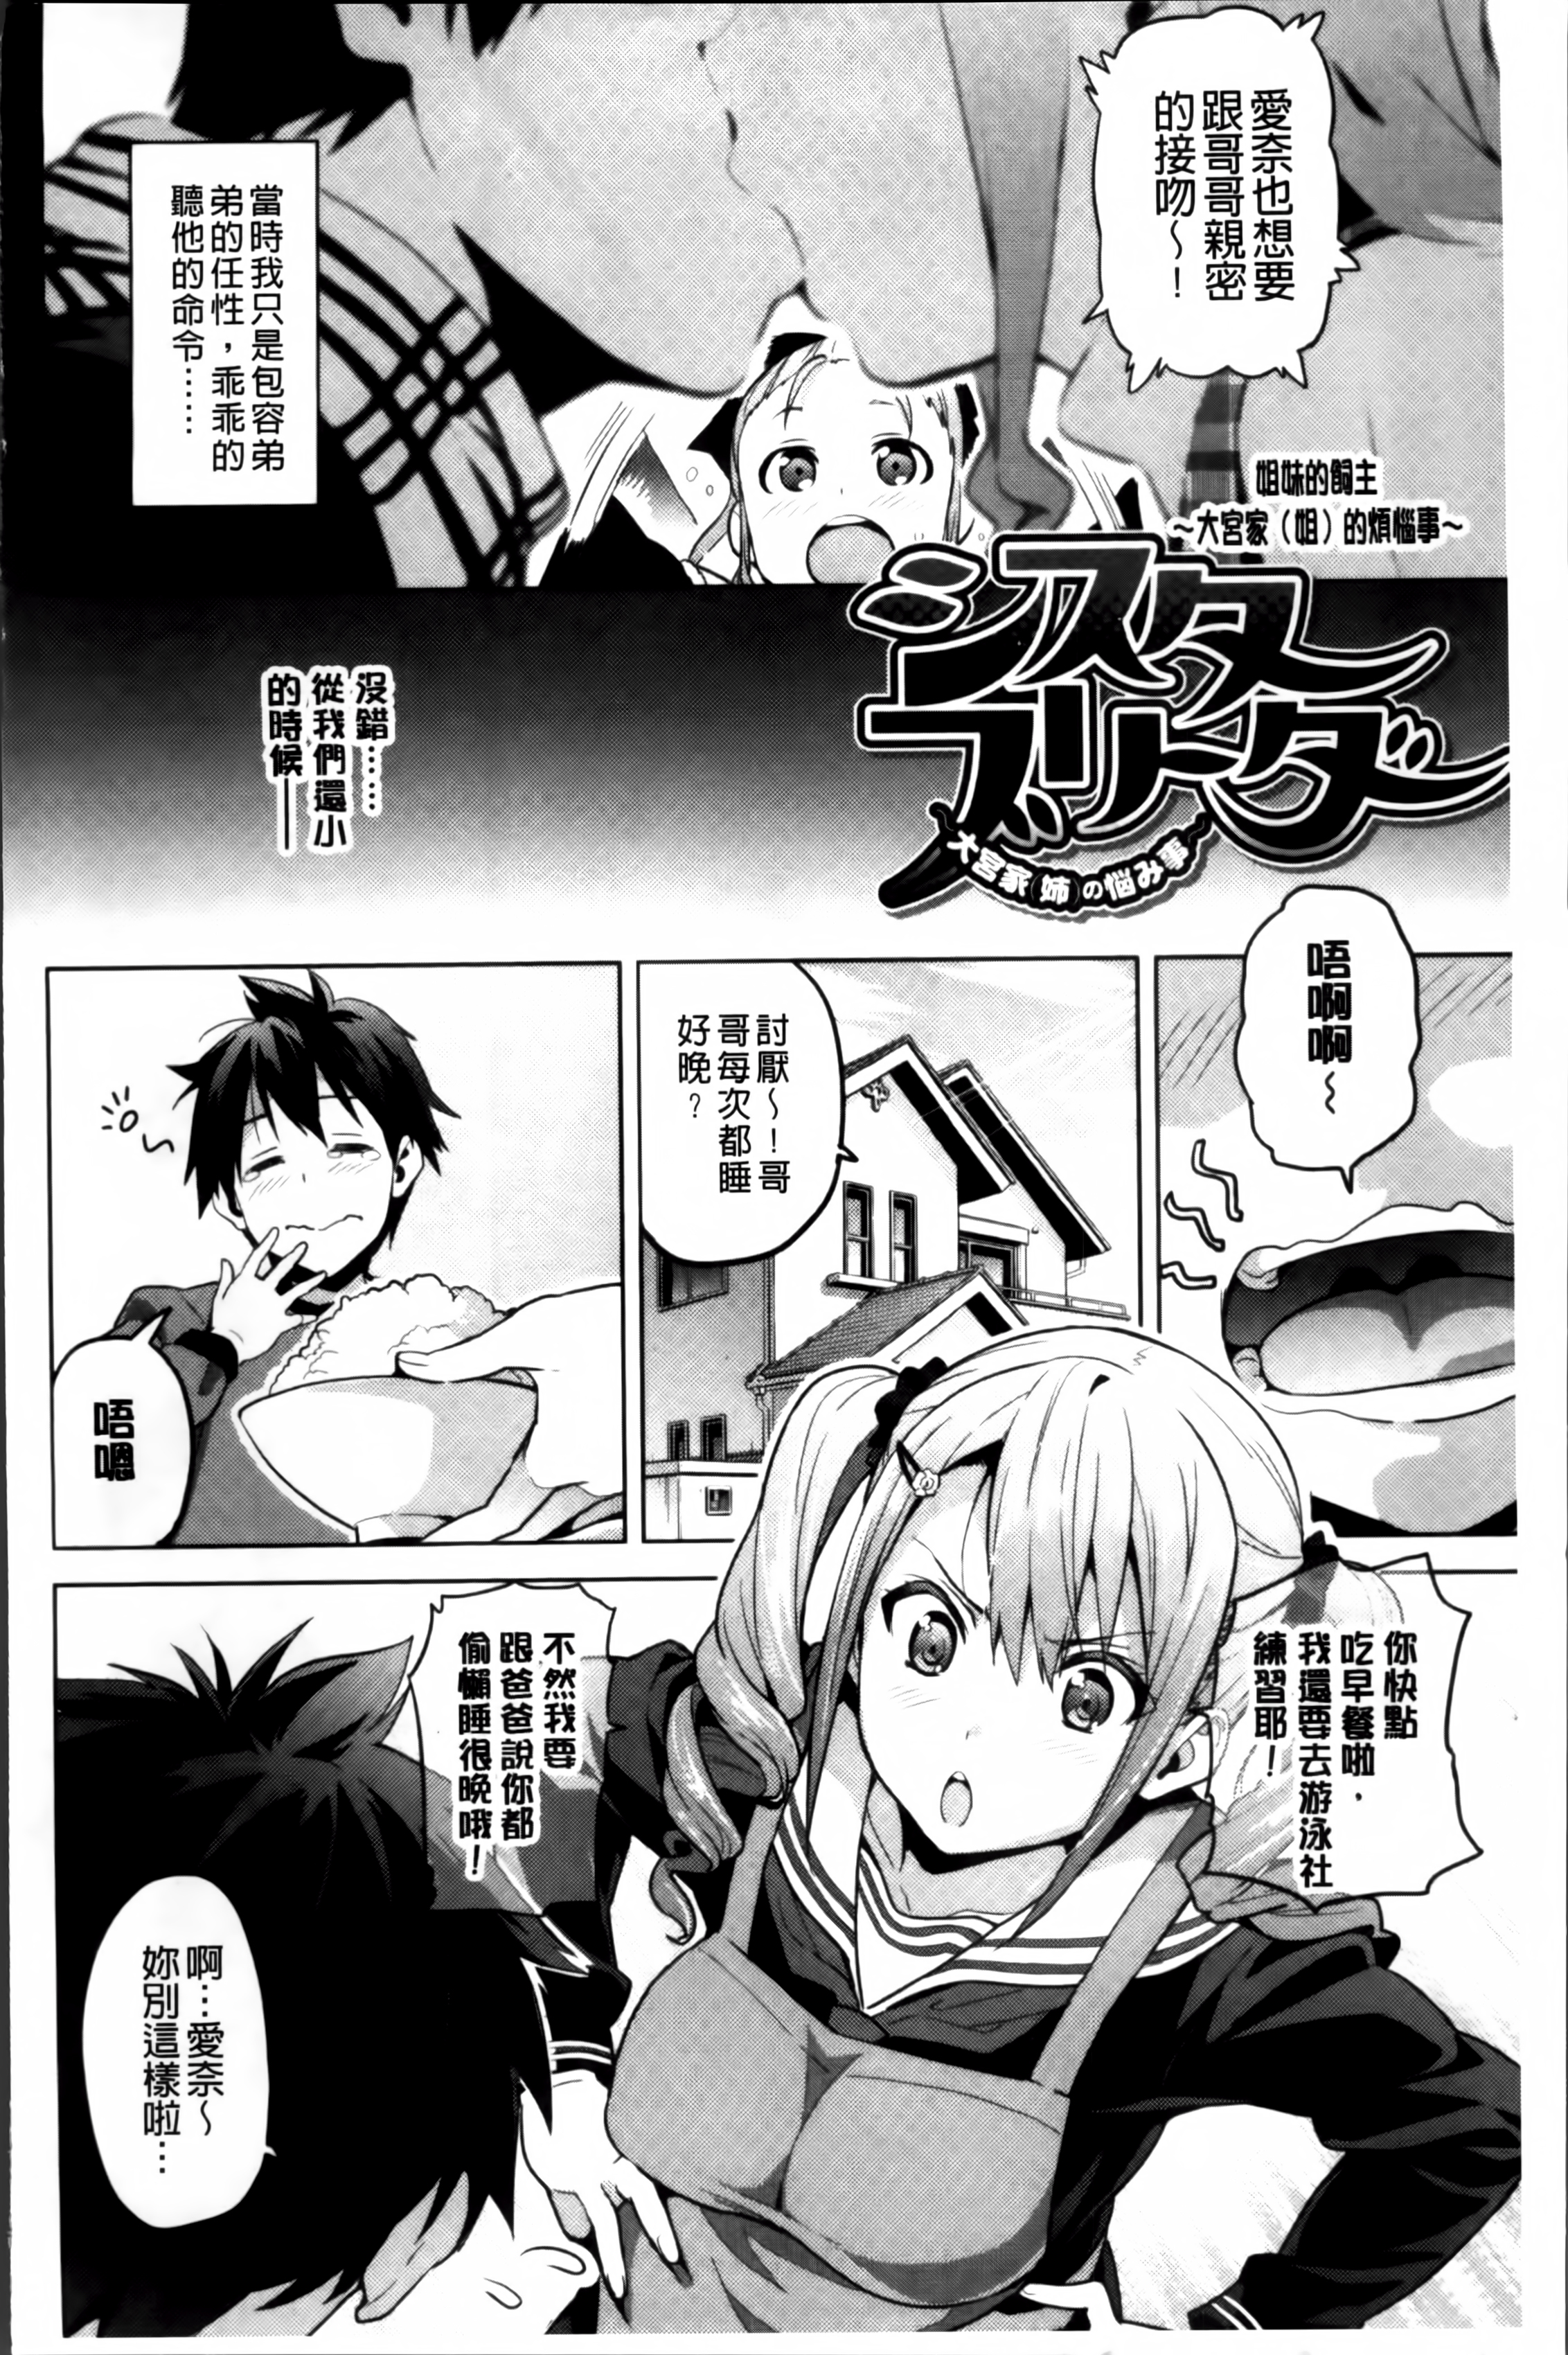 愛奈也想要
跟哥哥親密
的接吻～！
當時我只是包容弟
弟的任性，乖乖的
聽他的命令……
姐妹的飼主
～大宮家（姐）的煩惱事～
シスター
ブリーダー
大宮家（姉）の悩み事
沒錯……
從我們還小
的時候——
唔啊啊～
討厭～！哥
哥每次都睡
好晚？
唔嗯
你快點
吃早餐啦，
我還要去游泳社
練習耶！
不然我要
跟爸爸說你都
偷懶睡很晚哦！
啊…愛奈～
妳別這樣啦…